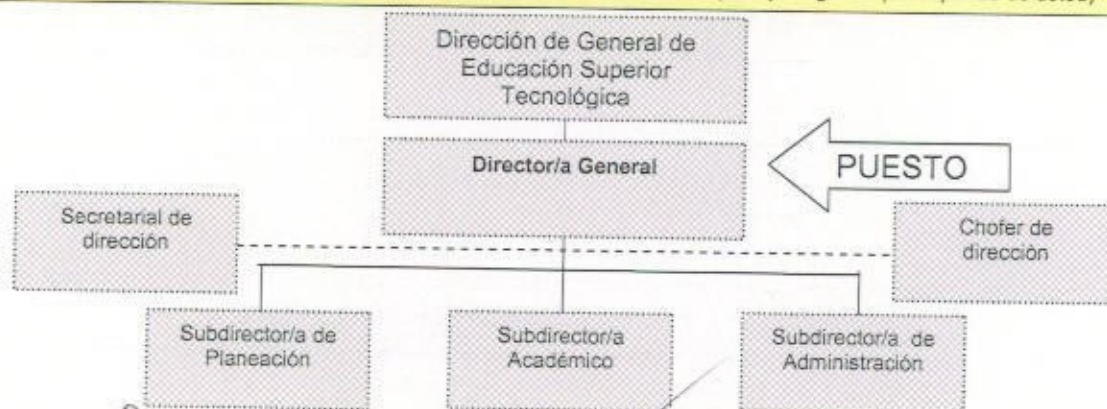 Dirección de General de
Educación Superior
Tecnológica
Director/a General
PUESTO
Secretarial de
dirección
Chofer de
dirección
Subdirector/a de
Planeación
Subdirector/a
Académico
Subdirector/a de
Administración